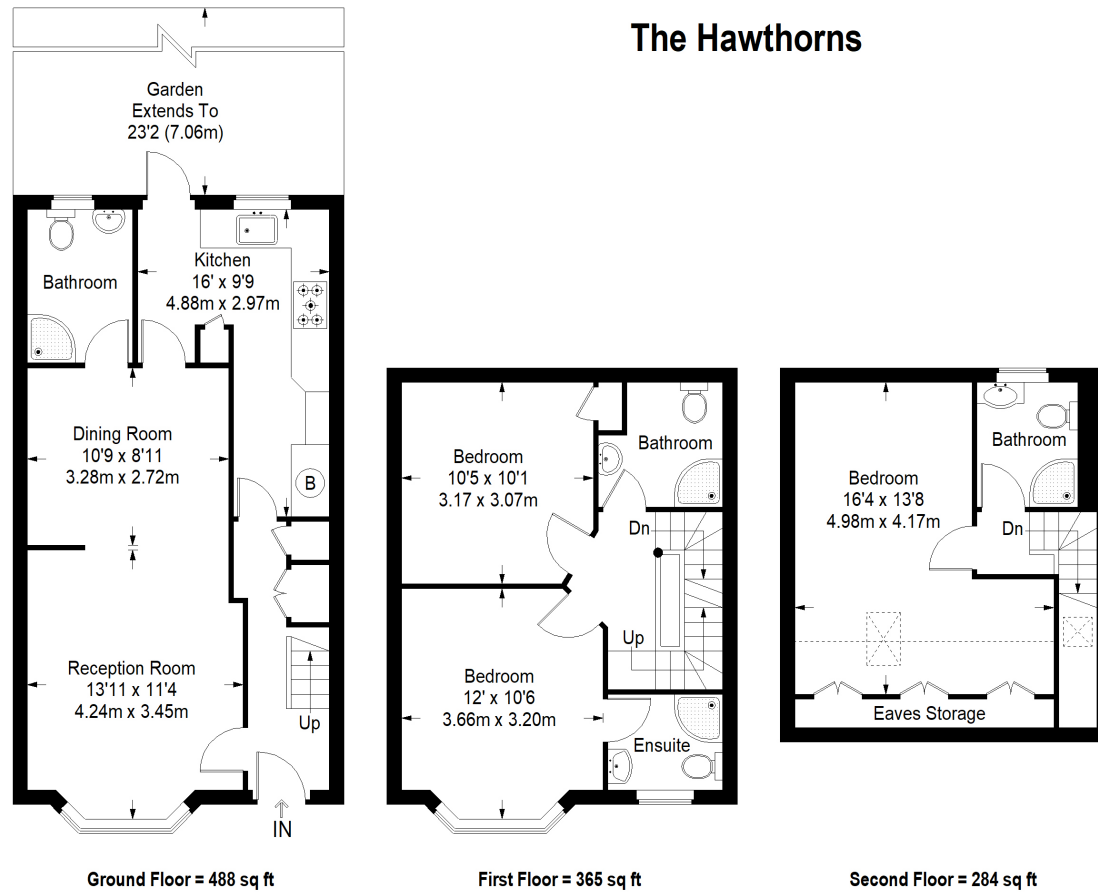 The Hawthorns
Garden
Extends To
23'2 (7.06m)
Bathroom
Kitchen
16' x 9'9
4.88m x 2.97m
Dining Room
10'9 x 8'11
3.28m x 2.72m
B
Reception Room
13'11 x 11'4
4.24m x 3.45m
Up
IN
Ground Floor = 488 sq ft
Bedroom
10'5 x 10'1
3.17 x 3.07m
Bathroom
Dn
Up
Bedroom
12' x 10'6
3.66m x 3.20m
Ensuite
First Floor = 365 sq ft
Bedroom
16'4 x 13'8
4.98m x 4.17m
Bathroom
Dn
Eaves Storage
Second Floor = 284 sq ft